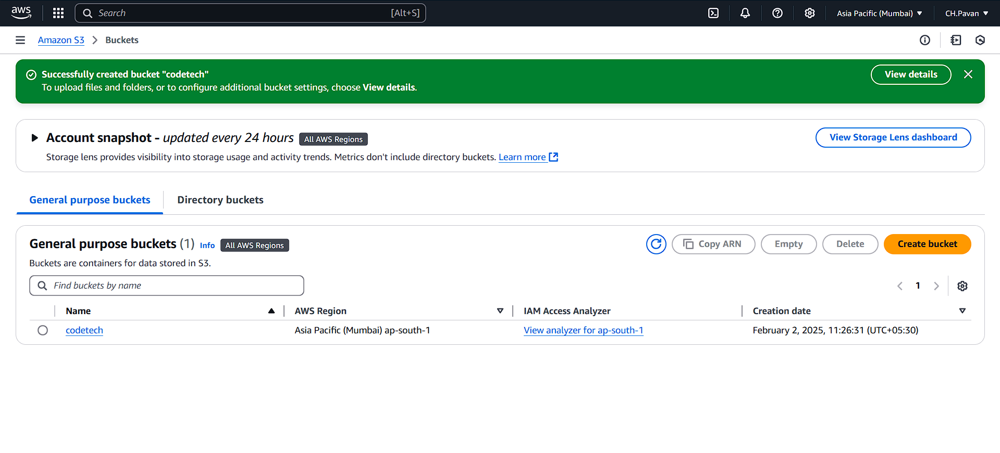 aws
Search [Alt+S] Asia Pacific (Mumbai) CH.Pavan
Amazon S3 Buckets
Successfully created bucket "codetech" View details
To upload files and folders, or to configure additional bucket settings, choose View details.
Account snapshot - updated every 24 hours All AWS Regions View Storage Lens dashboard
Storage lens provides visibility into storage usage and activity trends. Metrics don't include directory buckets. Learn more
General purpose buckets Directory buckets
General purpose buckets (1) Info All AWS Regions Copy ARN Empty Delete Create bucket
Buckets are containers for data stored in S3.
Find buckets by name 1
Name AWS Region IAM Access Analyzer Creation date
codetech Asia Pacific (Mumbai) ap-south-1 View analyzer for ap-south-1 February 2, 2025, 11:26:31 (UTC+05:30)